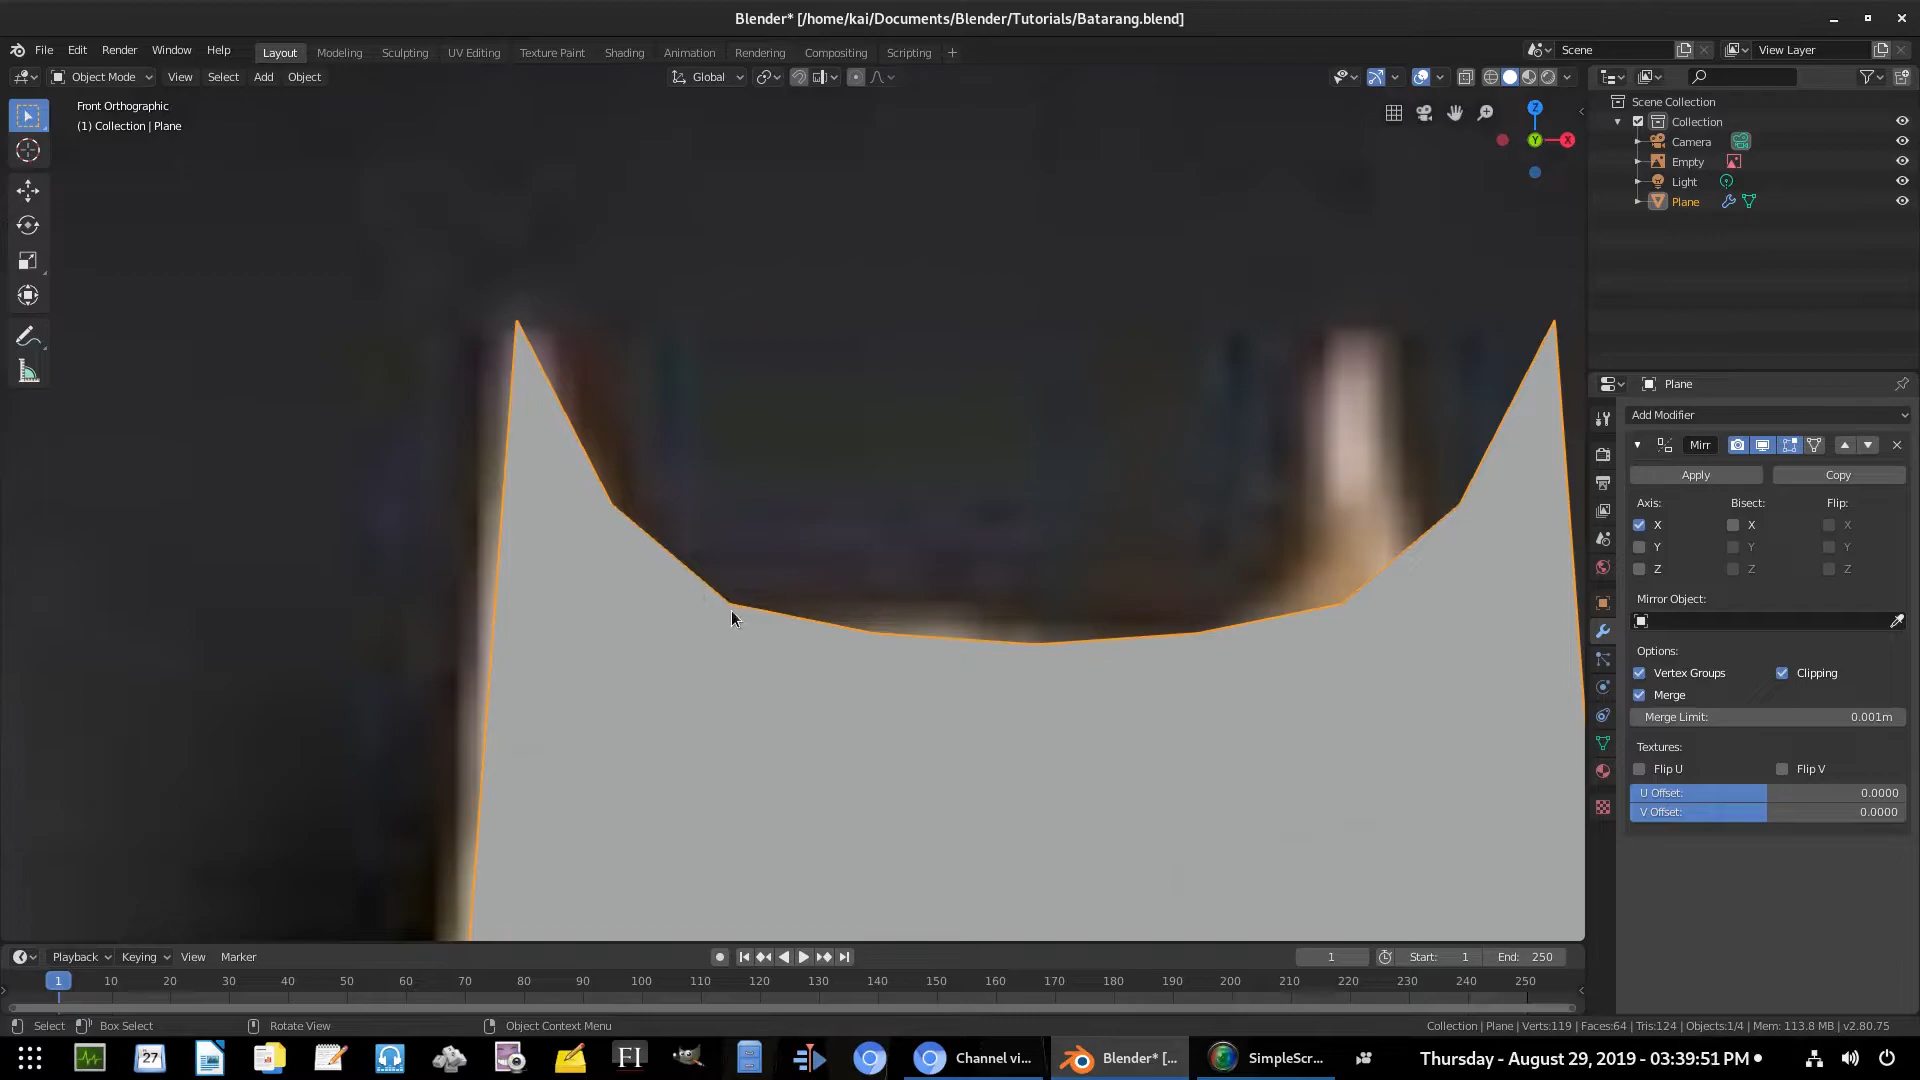 Blender* [/home/kai/Documents/Blender/Tutorials/Batarang.blend]
File Edit Render Window Help
Layout Modeling Sculpting UV Editing Texture Paint Shading Animation Rendering Compositing Scripting
Scene View Layer
Object Mode View Select Add Object Global
Front Orthographic
(1) Collection | Plane
Z
Y
X
Scene Collection
Collection
Camera
Empty
Light
Plane
Plane
Add Modifier
Mirr
Apply Copy
Axis: Bisect: Flip:
X X X
Y Y Y
Z Z Z
Mirror Object:
Options:
Vertex Groups Clipping
Merge
Merge Limit: 0.001m
Textures:
Flip U Flip V
U Offset: 0.0000
V Offset: 0.0000
Playback Keying View Marker 1 Start: 1 End: 250
1 10 20 30 40 50 60 70 80 90 100 110 120 130 140 150 160 170 180 190 200 210 220 230 240 250
Select Box Select Rotate View Object Context Menu Collection | Plane | Verts:119 | Faces:64 | Tris:124 | Objects:1/4 | Mem: 113.8 MB | v2.80.75
27 FI Channel vi... Blender* [... SimpleScr... Thursday - August 29, 2019 - 03:39:51 PM